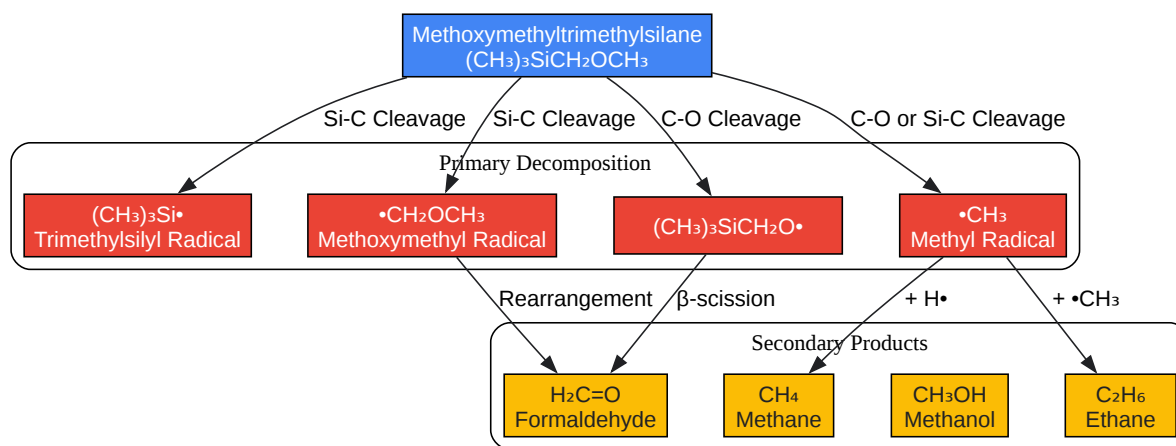 Methoxymethyltrimethylsilane
(CH₃)₃SiCH₂OCH₃
Si-C Cleavage
Si-C Cleavage
C-O Cleavage
C-O or Si-C Cleavage
Primary Decomposition
(CH₃)₃Si•
Trimethylsilyl Radical
•CH₂OCH₃
Methoxymethyl Radical
(CH₃)₃SiCH₂O•
•CH₃
Methyl Radical
Rearrangement
β-scission
+ H•
+ •CH₃
Secondary Products
H₂C=O
Formaldehyde
CH₄
Methane
CH₃OH
Methanol
C₂H₆
Ethane